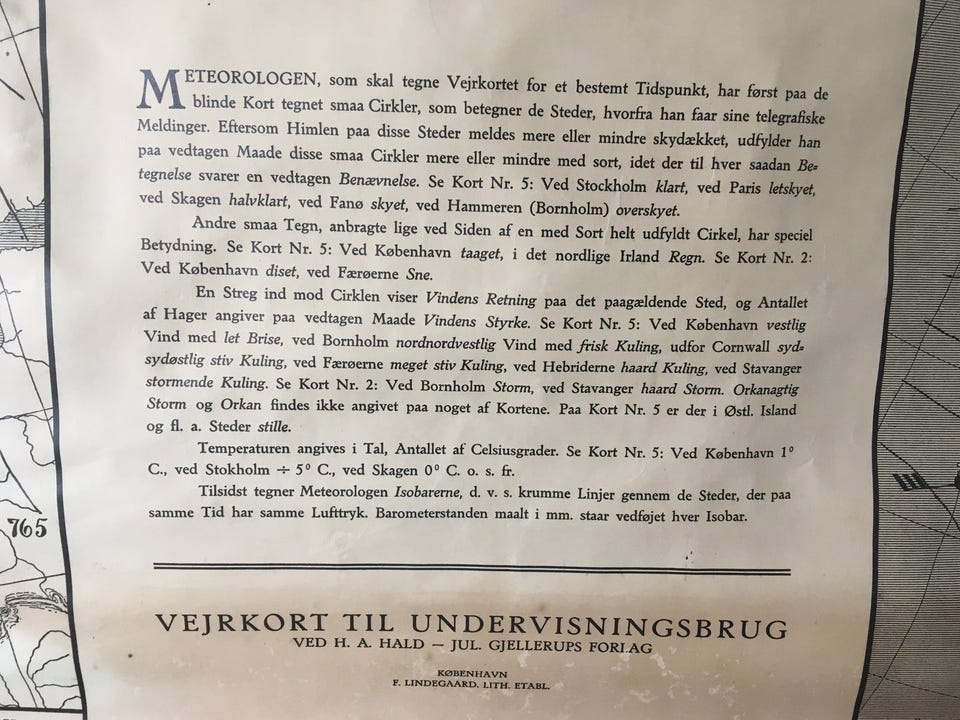 METEOROLOGEN, som skal tegne Vejrkortet for et bestemt Tidspunkt, har først paa de
blinde Kort tegnet smaa Cirkler, som betegner de Steder, hvorfra han faar sine telegrafiske
Meldinger. Eftersom Himlen paa disse Steder meldes mere eller mindre skydækket, udfylder han
paa vedtagen Maade disse smaa Cirkler mere eller mindre med sort, idet der til hver saadan Be=
tegnelse svarer en vedtagen Benævnelse. Se Kort Nr. 5: Ved Stockholm klart, ved Paris letskyet,
ved Skagen halvklart, ved Fanø skyet, ved Hammeren (Bornholm) overskyet.
Andre smaa Tegn, anbragte lige ved Siden af en med Sort helt udfyldt Cirkel, har speciel
Betydning. Se Kort Nr. 5: Ved København taaget, i det nordlige Irland Regn. Se Kort Nr. 2:
Ved København diset, ved Færøerne Sne.
En Streg ind mod Cirklen viser Vindens Retning paa det paagældende Sted, og Antallet
af Hager angiver paa vedtagen Maade Vindens Styrke. Se Kort Nr. 5: Ved København vestlig
Vind med let Brise, ved Bornholm nordnordvestlig Vind med frisk Kuling, udfor Cornwall syd=
sydøstlig stiv Kuling, ved Færøerne meget stiv Kuling, ved Hebriderne haard Kuling, ved Stavanger
stormende Kuling. Se Kort Nr. 2: Ved Bornholm Storm, ved Stavanger haard Storm. Orkanagtig
Storm og Orkan findes ikke angivet paa noget af Kortene. Paa Kort Nr. 5 er der i Østl. Island
og fl. a. Steder stille.
Temperaturen angives i Tal, Antallet af Celsiusgrader. Se Kort Nr. 5: Ved København 1°
C., ved Stokholm ÷ 5° C., ved Skagen 0° C. o. s. fr.
Tilsidst tegner Meteorologen Isobarerne, d. v. s. krumme Linjer gennem de Steder, der paa
samme Tid har samme Lufttryk. Barometerstanden maalt i mm. staar vedføjet hver Isobar.
765
VEJRKORT TIL UNDERVISNINGSBRUG
VED H. A. HALD — JUL. GJELLERUPS FORLAG
KØBENHAVN
F. LINDEGAARD. LITH. ETABL.